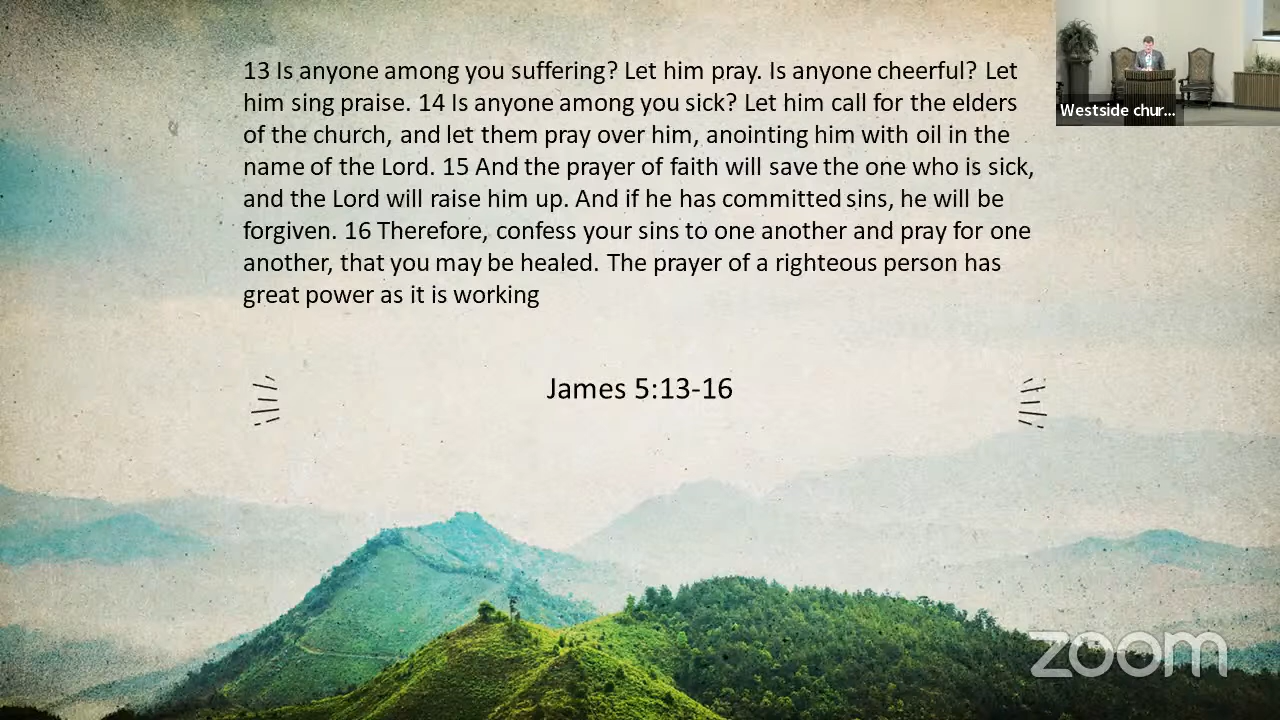 13 Is anyone among you suffering? Let him pray. Is anyone cheerful? Let
him sing praise. 14 Is anyone among you sick? Let him call for the elders
of the church, and let them pray over him, anointing him with oil in the
name of the Lord. 15 And the prayer of faith will save the one who is sick,
and the Lord will raise him up. And if he has committed sins, he will be
forgiven. 16 Therefore, confess your sins to one another and pray for one
another, that you may be healed. The prayer of a righteous person has
great power as it is working
James 5:13-16
Westside chur...
zoom